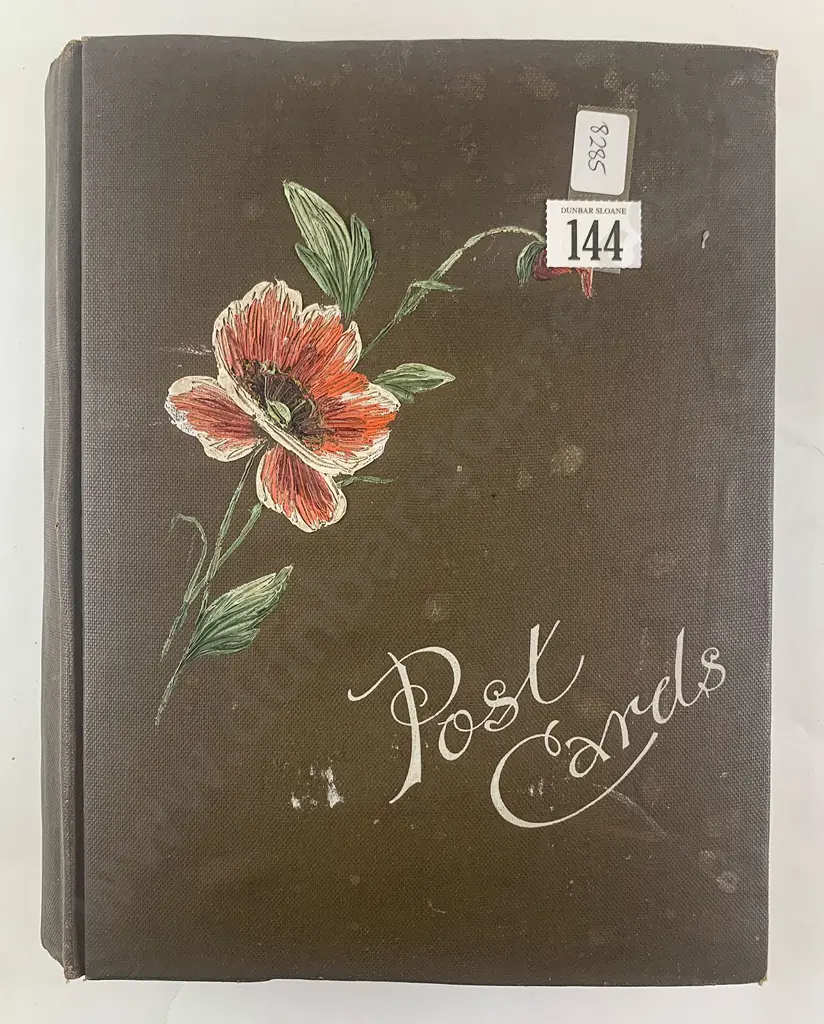 8285
DUNBAR SLOANE
144
Post
Cards